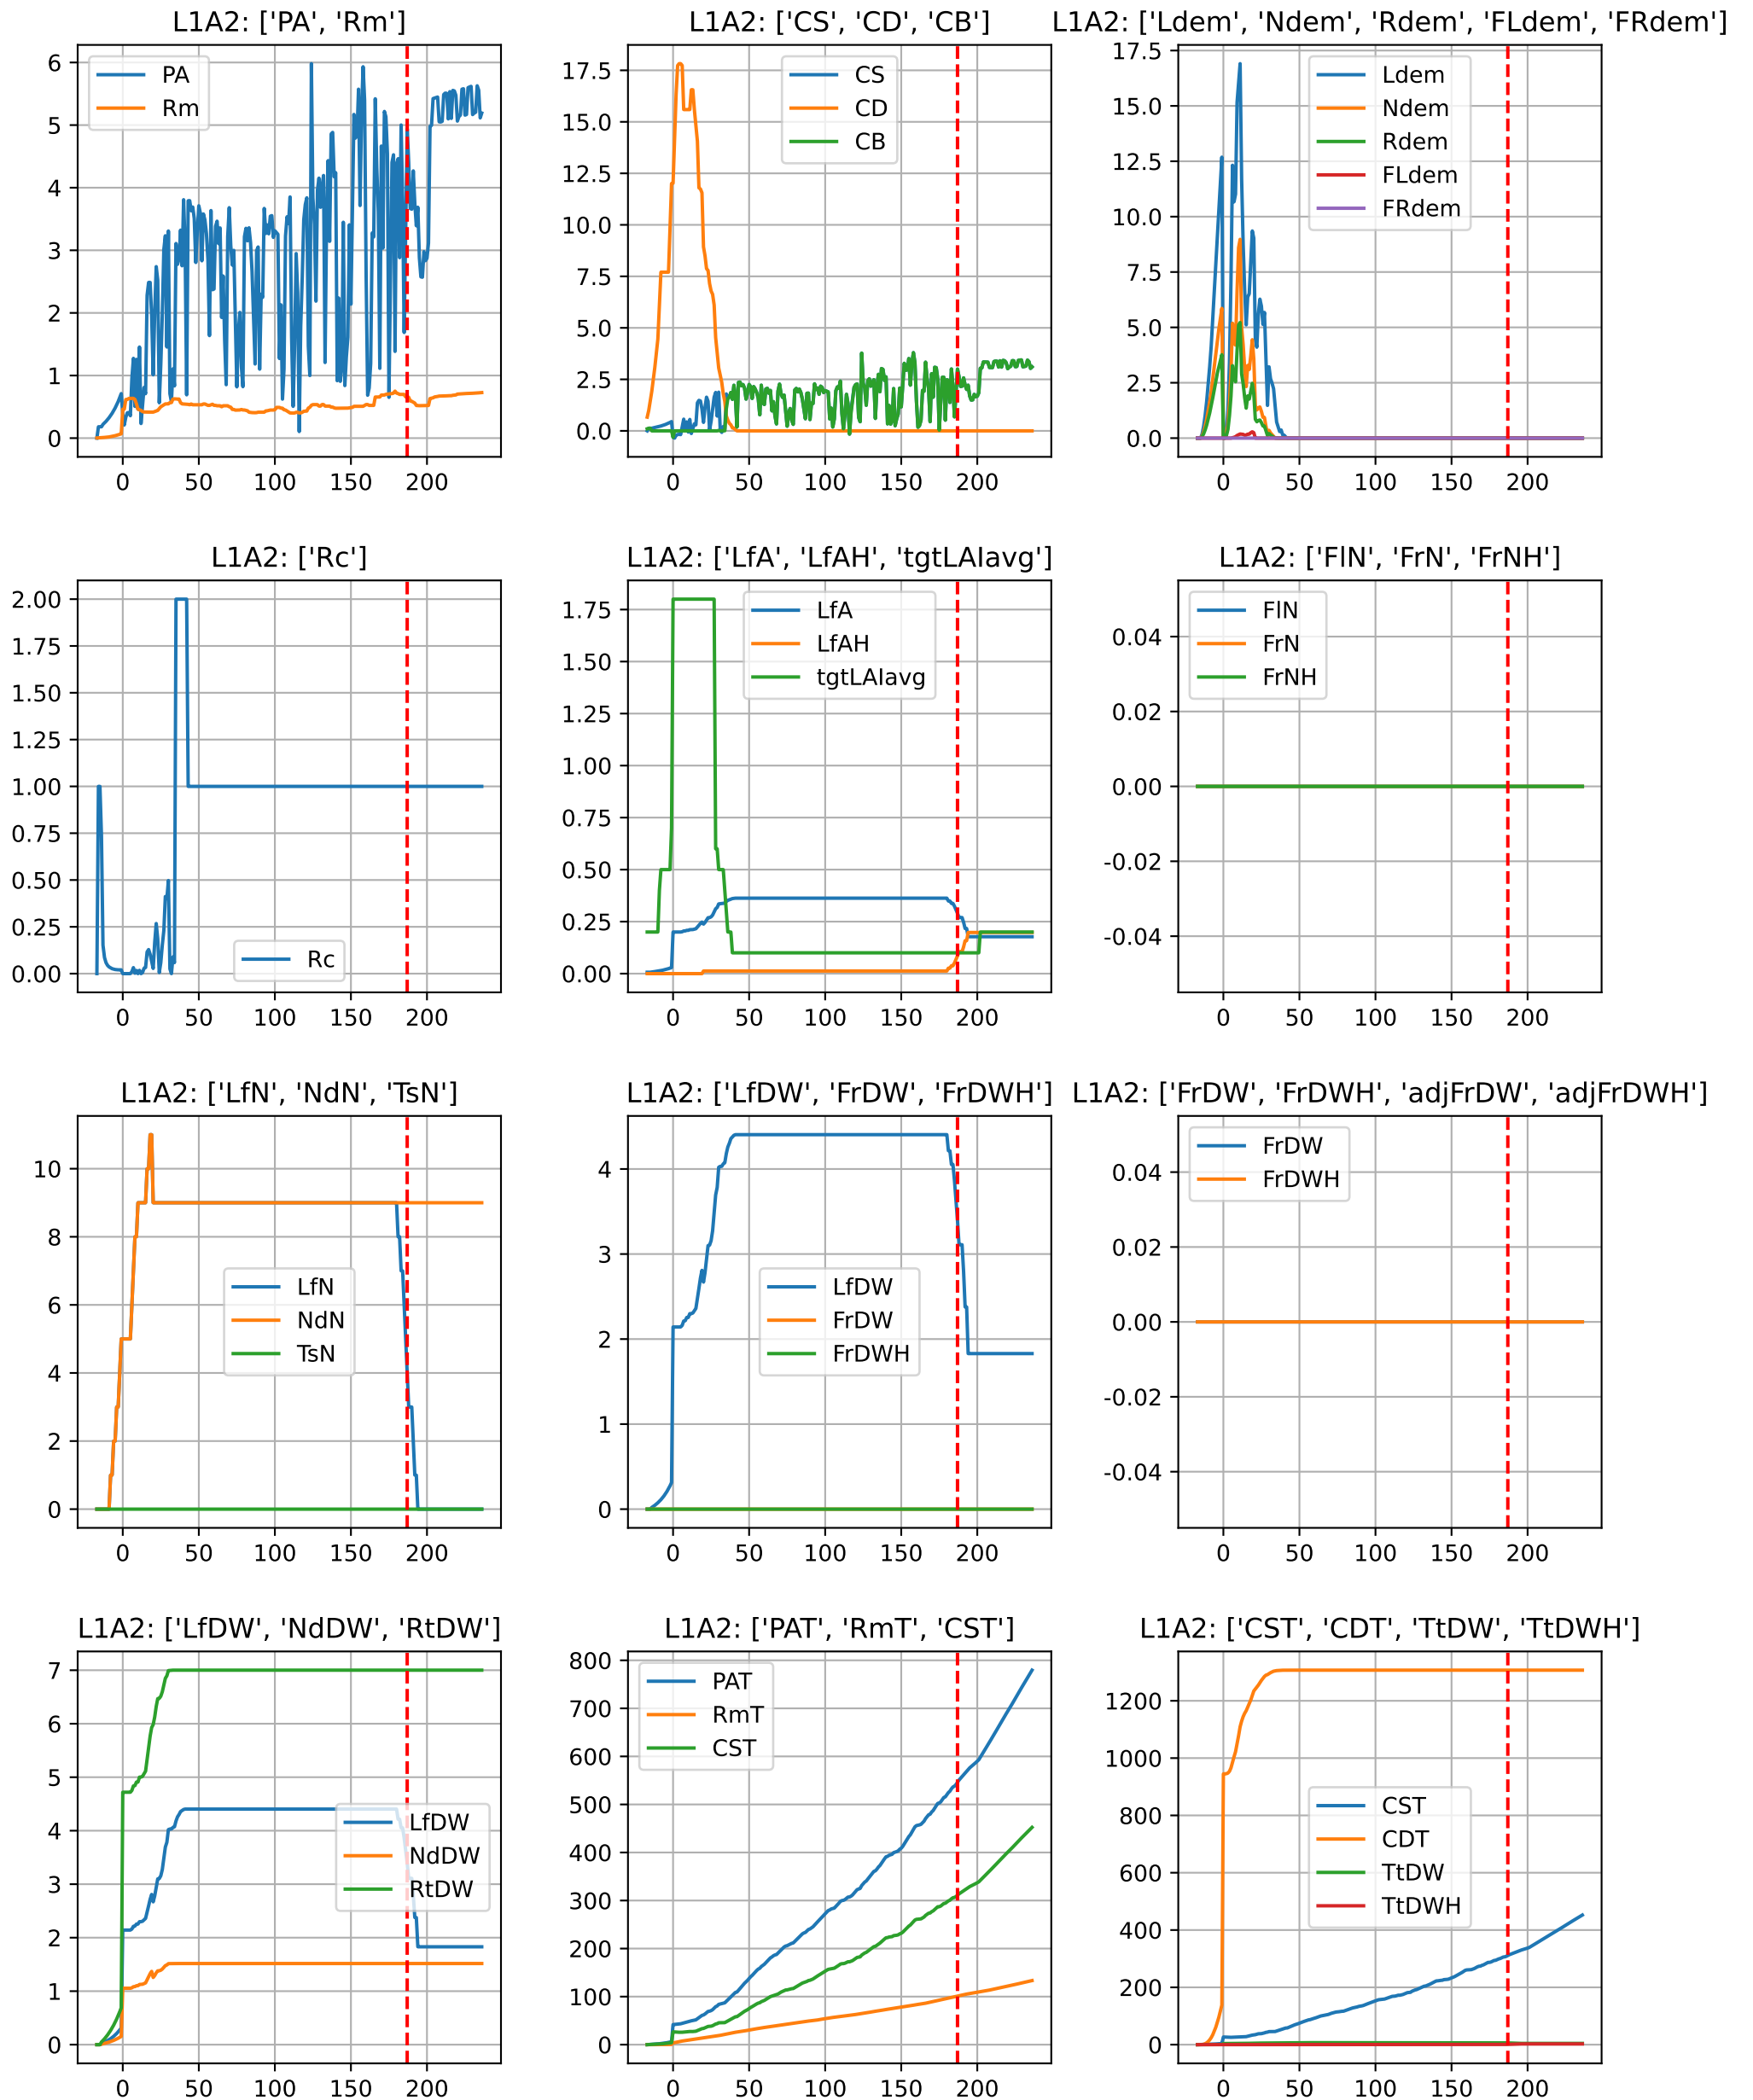 L1A2: ['PA', 'Rm']
6
5
4
3
2
1
0
PA
Rm
0 50 100 150 200
L1A2: ['CS', 'CD', 'CB']
17.5
15.0
12.5
10.0
7.5
5.0
2.5
0.0
CS
CD
CB
0 50 100 150 200
L1A2: ['Ldem', 'Ndem', 'Rdem', 'FLdem', 'FRdem']
17.5
15.0
12.5
10.0
7.5
5.0
2.5
0.0
Ldem
Ndem
Rdem
FLdem
FRdem
0 50 100 150 200
L1A2: ['Rc']
2.00
1.75
1.50
1.25
1.00
0.75
0.50
0.25
0.00
Rc
0 50 100 150 200
L1A2: ['LfA', 'LfAH', 'tgtLAIavg']
1.75
1.50
1.25
1.00
0.75
0.50
0.25
0.00
LfA
LfAH
tgtLAIavg
0 50 100 150 200
L1A2: ['FlN', 'FrN', 'FrNH']
0.04
0.02
0.00
-0.02
-0.04
FlN
FrN
FrNH
0 50 100 150 200
L1A2: ['LfN', 'NdN', 'TsN']
10
8
6
4
2
0
LfN
NdN
TsN
0 50 100 150 200
L1A2: ['LfDW', 'FrDW', 'FrDWH']
4
3
2
1
0
LfDW
FrDW
FrDWH
0 50 100 150 200
L1A2: ['FrDW', 'FrDWH', 'adjFrDW', 'adjFrDWH']
0.04
0.02
0.00
-0.02
-0.04
FrDW
FrDWH
0 50 100 150 200
L1A2: ['LfDW', 'NdDW', 'RtDW']
7
6
5
4
3
2
1
0
LfDW
NdDW
RtDW
0 50 100 150 200
L1A2: ['PAT', 'RmT', 'CST']
800
700
600
500
400
300
200
100
0
PAT
RmT
CST
0 50 100 150 200
L1A2: ['CST', 'CDT', 'TtDW', 'TtDWH']
1200
1000
800
600
400
200
0
CST
CDT
TtDW
TtDWH
0 50 100 150 200